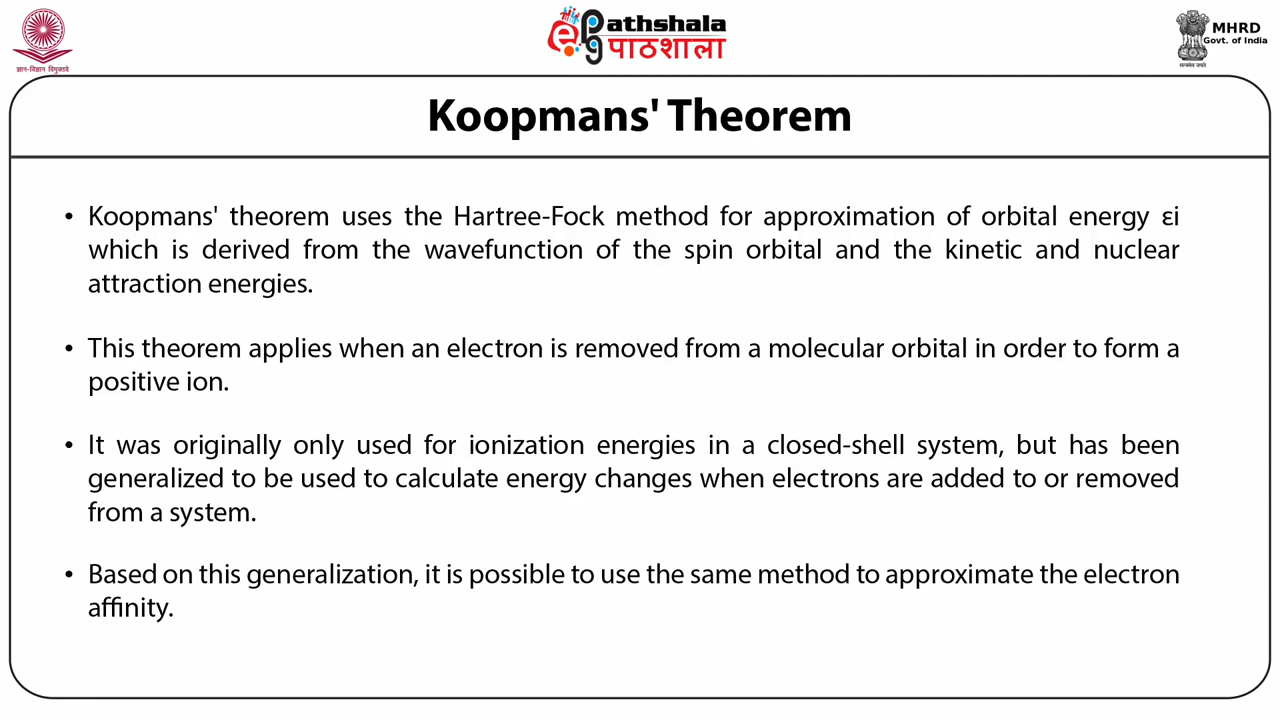 ज्ञान-विज्ञान विमुक्तये
ePathshala
पाठशाला
MHRD
Govt. of India
सत्यमेव जयते
Koopmans' Theorem
• Koopmans' theorem uses the Hartree-Fock method for approximation of orbital energy εi
which is derived from the wavefunction of the spin orbital and the kinetic and nuclear
attraction energies.
• This theorem applies when an electron is removed from a molecular orbital in order to form a
positive ion.
• It was originally only used for ionization energies in a closed-shell system, but has been
generalized to be used to calculate energy changes when electrons are added to or removed
from a system.
• Based on this generalization, it is possible to use the same method to approximate the electron
affinity.